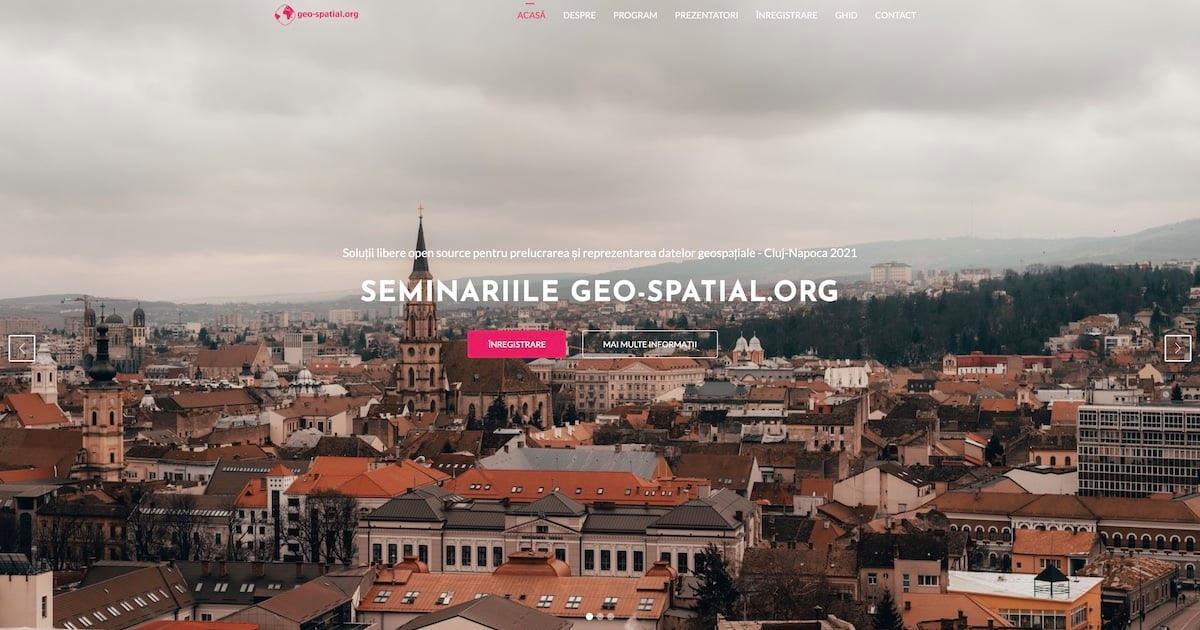 geo-spatial.org
ACASĂ DESPRE PROGRAM PREZENTATORI ÎNREGISTRARE GHID CONTACT
Soluții libere open source pentru prelucrarea și reprezentarea datelor geospațiale - Cluj-Napoca 2021
SEMINARIILE GEO-SPATIAL.ORG
ÎNREGISTRARE MAI MULTE INFORMAȚII